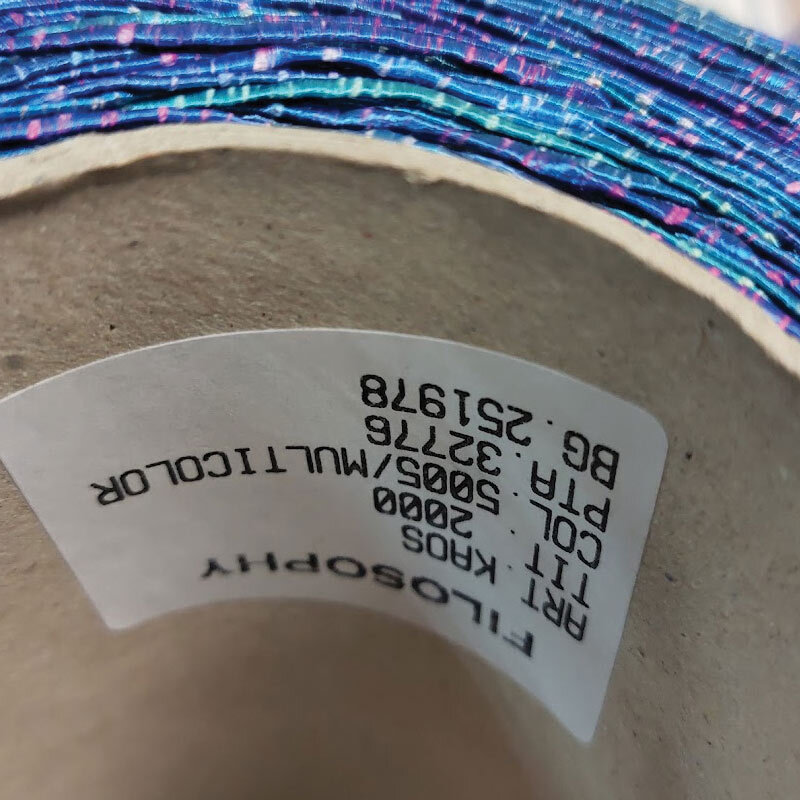 FILOSOPHY
ART. KAOS
TIT. 2000
COL. 5005/MULTICOLOR
PTA. 32776
BG. 251978